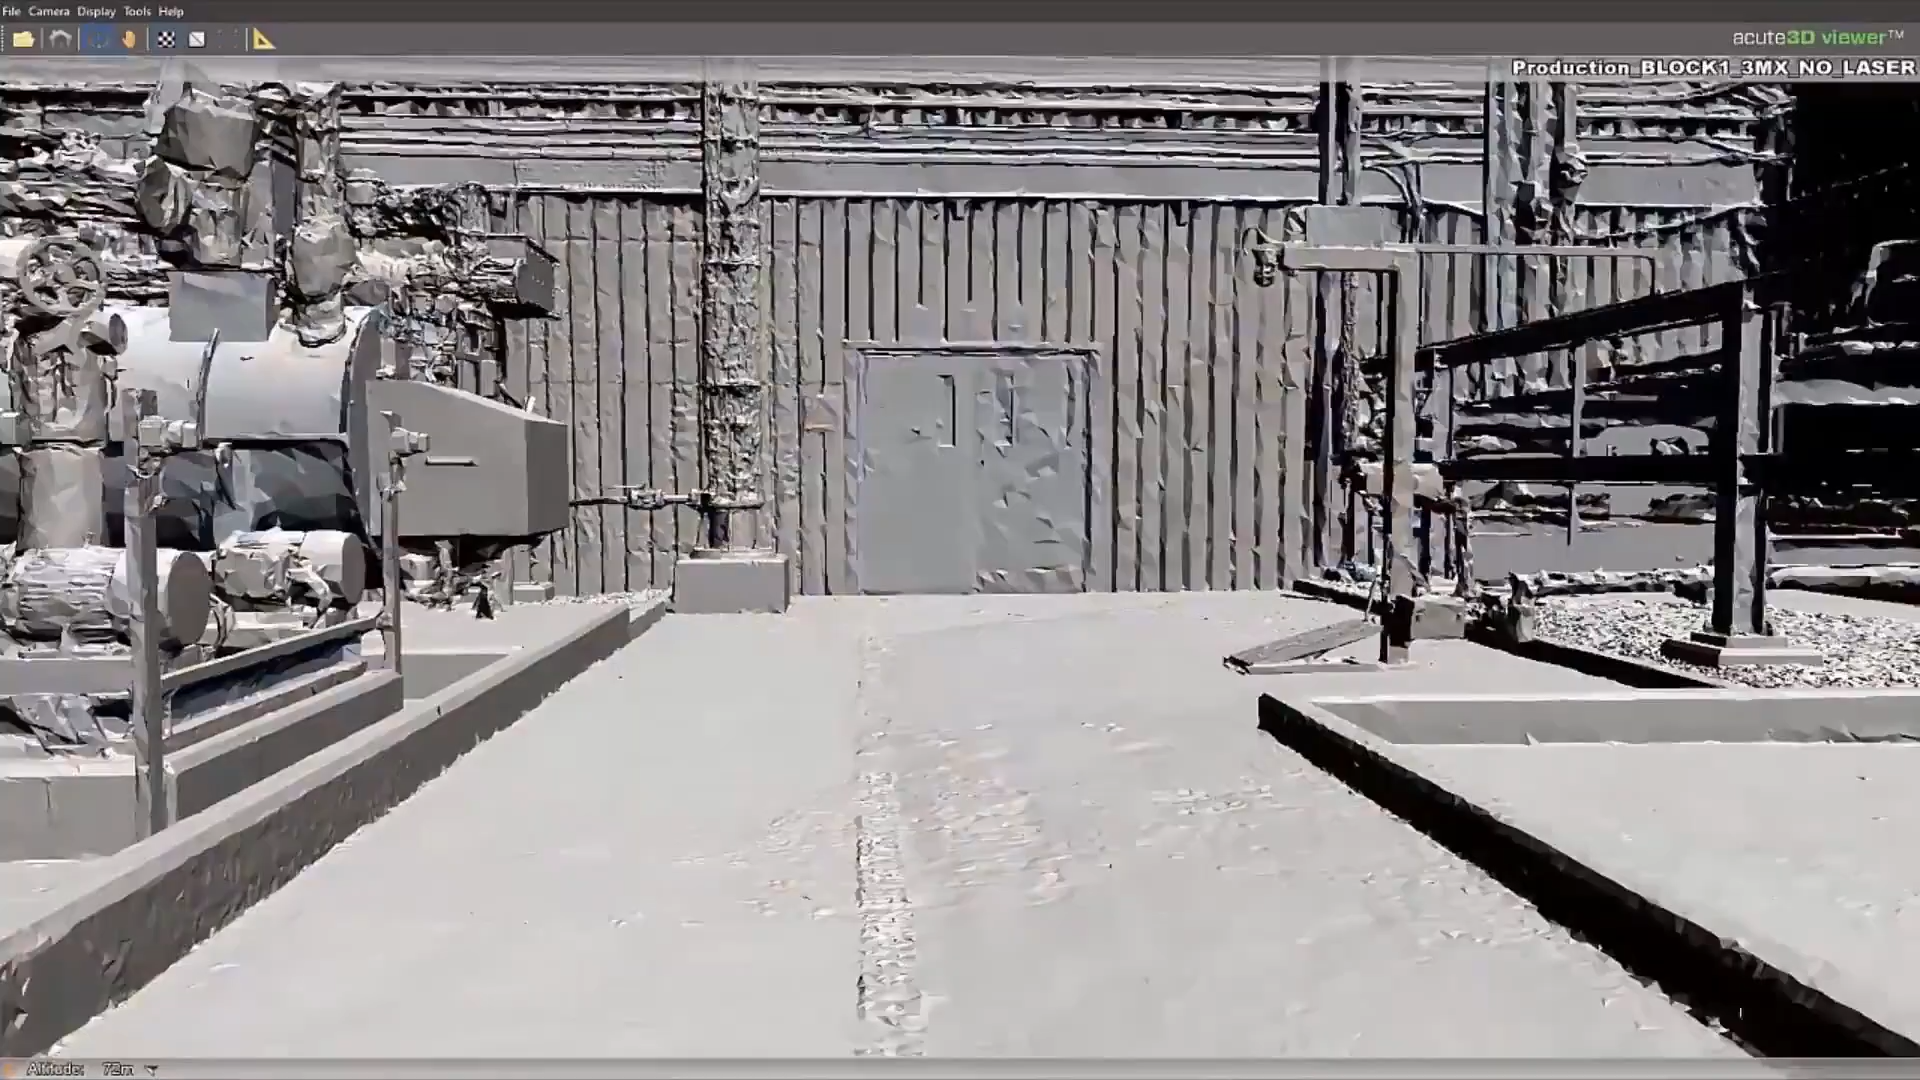 File Camera Display Tools Help
acute3D viewer™
Production_BLOCK1_3MX_NO_LASER
Altitude: 72m